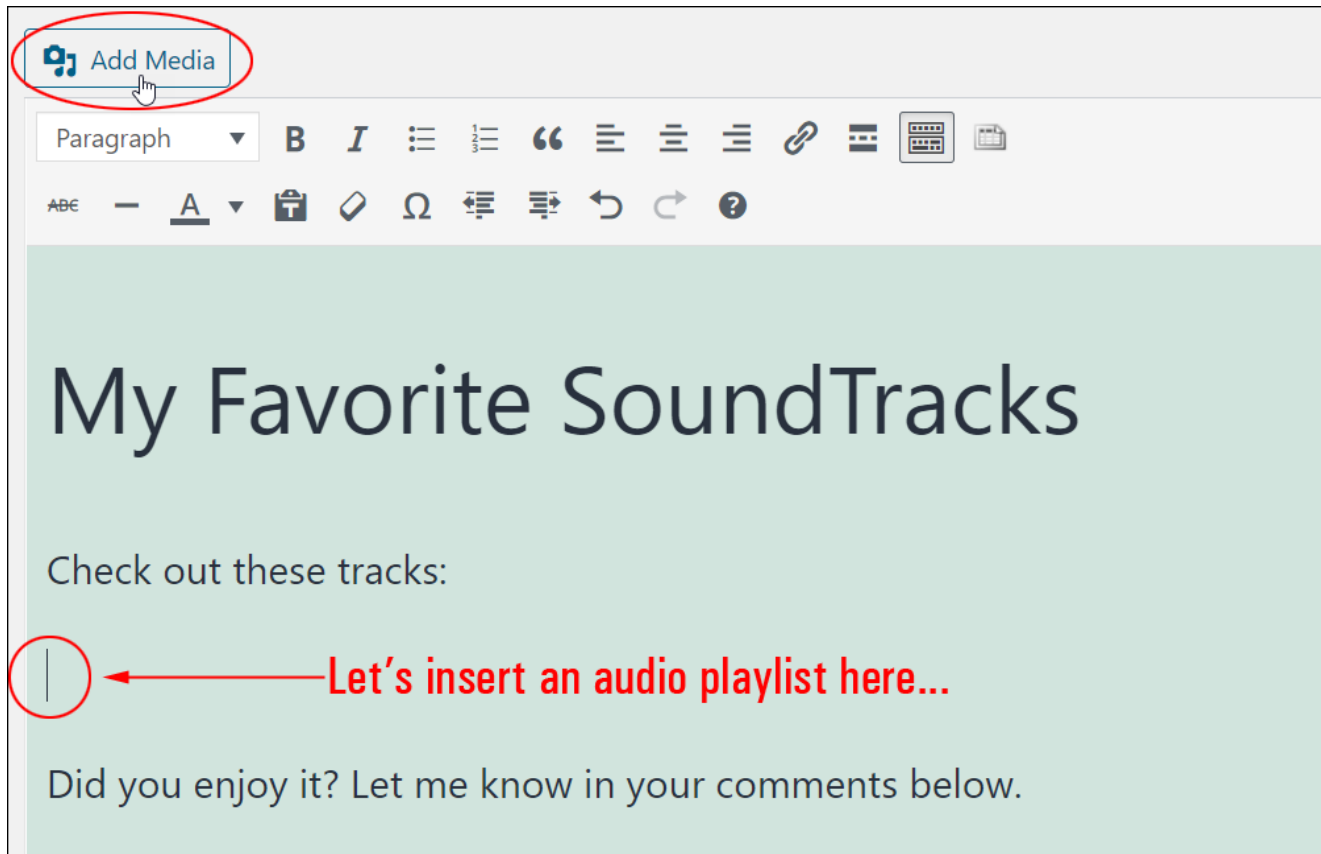 Add Media
Paragraph B I
ABC A Ω
My Favorite SoundTracks
Check out these tracks:
Let's insert an audio playlist here...
Did you enjoy it? Let me know in your comments below.